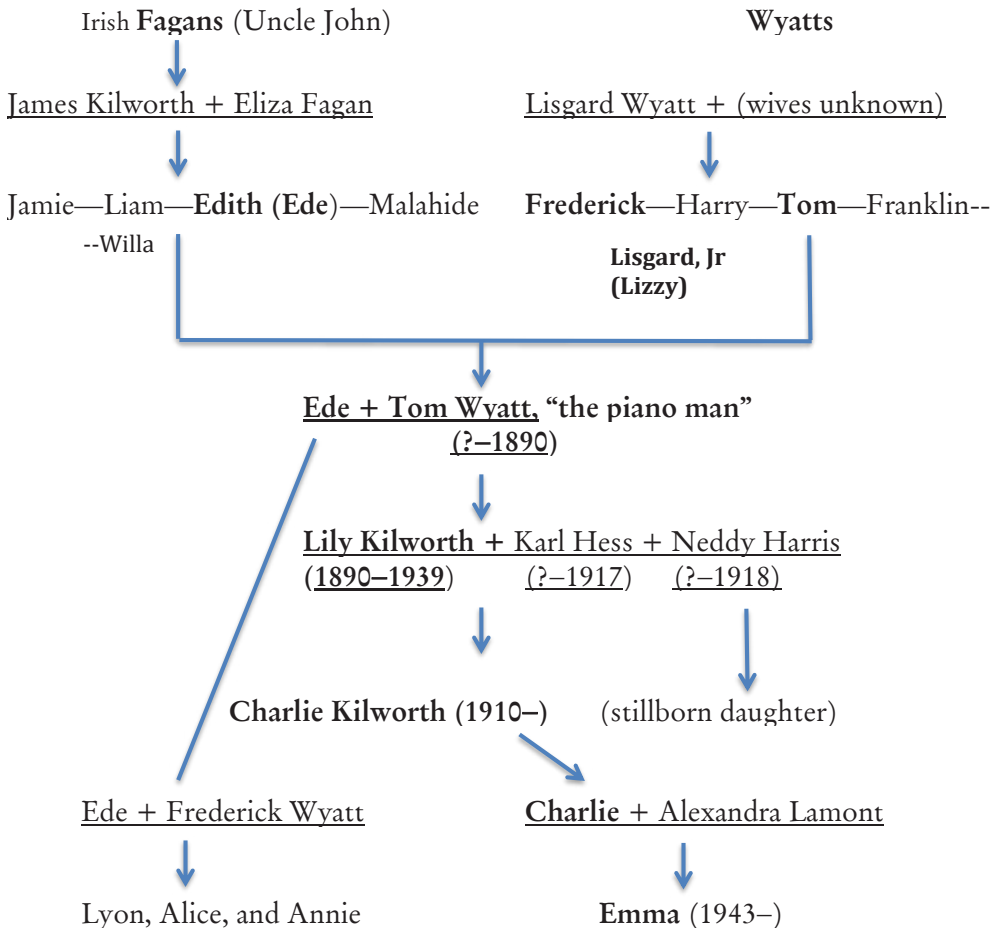 Irish Fagans (Uncle John)
Wyatts
James Kilworth + Eliza Fagan
Lisgard Wyatt + (wives unknown)
Jamie—Liam—Edith (Ede)—Malahide
--Willa
Frederick—Harry—Tom—Franklin--
Lisgard, Jr
(Lizzy)
Ede + Tom Wyatt, “the piano man”
(?–1890)
Lily Kilworth + Karl Hess + Neddy Harris
(1890–1939) (?–1917) (?–1918)
Charlie Kilworth (1910–) (stillborn daughter)
Ede + Frederick Wyatt
Charlie + Alexandra Lamont
Lyon, Alice, and Annie
Emma (1943–)